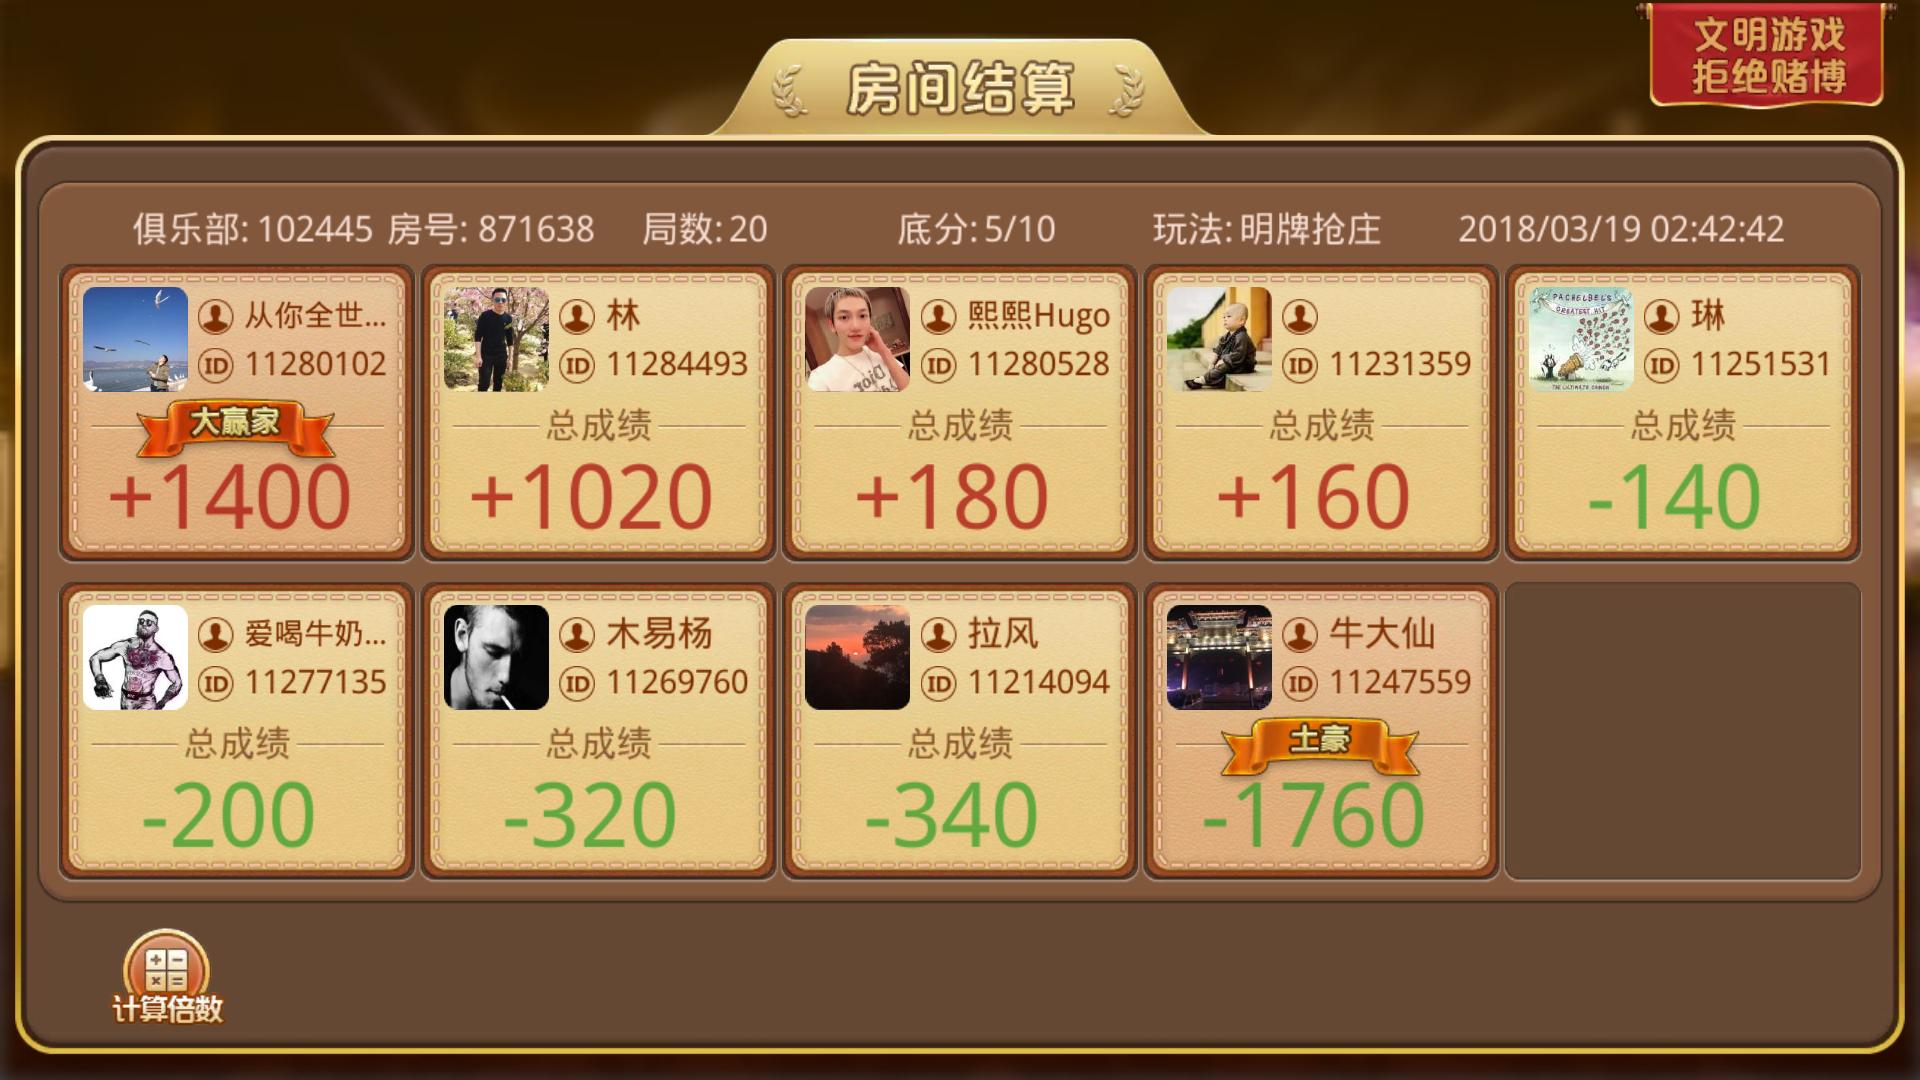 文明游戏
拒绝赌博
房间结算
俱乐部: 102445 房号: 871638 局数: 20 底分: 5/10 玩法: 明牌抢庄 2018/03/19 02:42:42
从你全世... 林 熙熙Hugo 琳
ID 11280102 ID 11284493 ID 11280528 ID 11231359 ID 11251531
大赢家 总成绩 总成绩 总成绩 总成绩
+1400 +1020 +180 +160 -140
爱喝牛奶... 木易杨 拉风 牛大仙
ID 11277135 ID 11269760 ID 11214094 ID 11247559
总成绩 总成绩 总成绩 土豪
-200 -320 -340 -1760
计算倍数